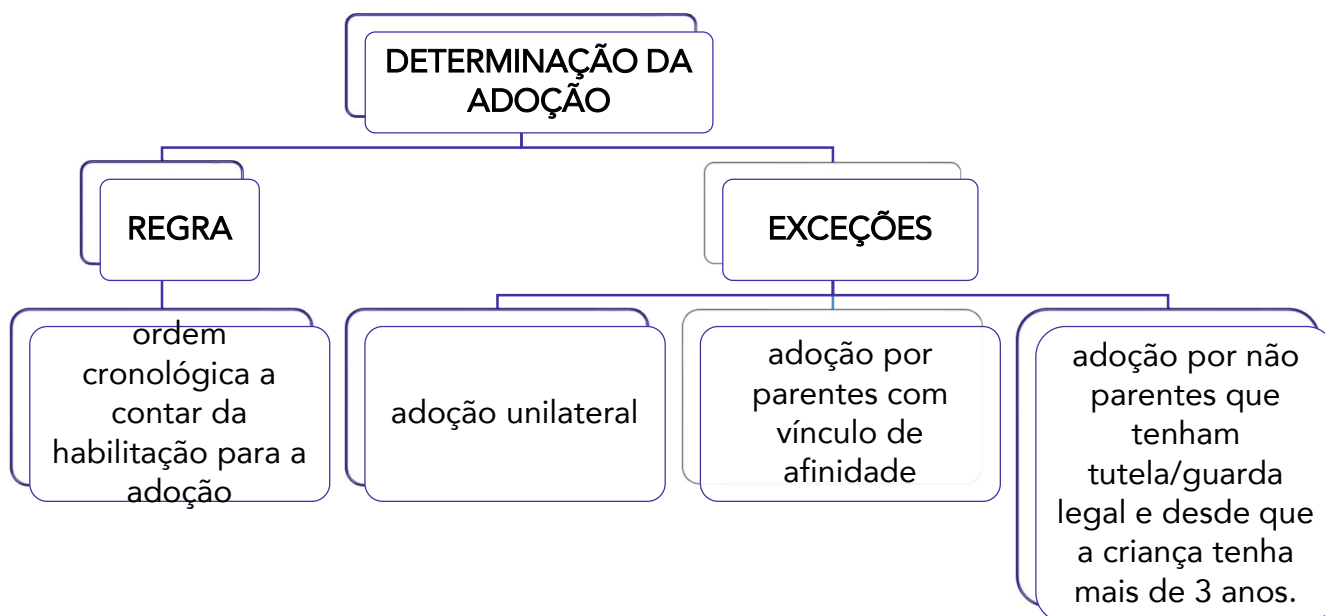 DETERMINAÇÃO DA
ADOÇÃO
REGRA
EXCEÇÕES
ordem
cronológica a
contar da
habilitação para a
adoção
adoção unilateral
adoção por
parentes com
vínculo de
afinidade
adoção por não
parentes que
tenham
tutela/guarda
legal e desde que
a criança tenha
mais de 3 anos.